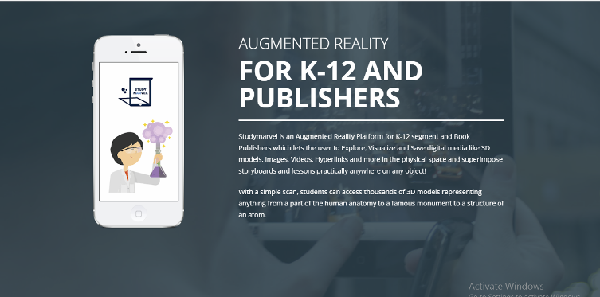 AUGMENTED REALITY
FOR K-12 AND
PUBLISHERS
Studymarvel is an Augmented Reality Platform for K-12 segment and Book
Publishers which lets the user to Explore, Visualize and Save digital media like 3D
models, Images, Videos, Hyperlinks and more in the physical space and superimpose
storyboards and lessons practically anywhere on any object!
With a simple scan, students can access thousands of 3D models representing
anything from a part of the human anatomy to a famous monument to a structure of
an atom.
STUDY
Activate Windows